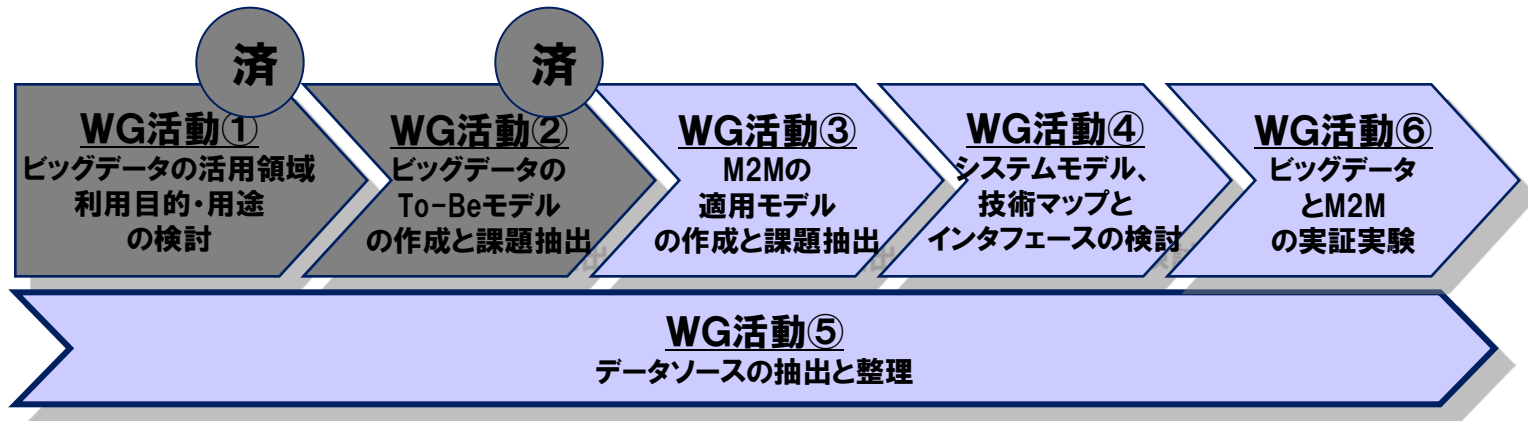 済
済
WG活動①
ビッグデータの活用領域
利用目的・用途
の検討
WG活動②
ビッグデータの
To-Beモデル
の作成と課題抽出
WG活動③
M2Mの
適用モデル
の作成と課題抽出
WG活動④
システムモデル、
技術マップと
インタフェースの検討
WG活動⑥
ビッグデータ
とM2M
の実証実験
WG活動⑤
データソースの抽出と整理